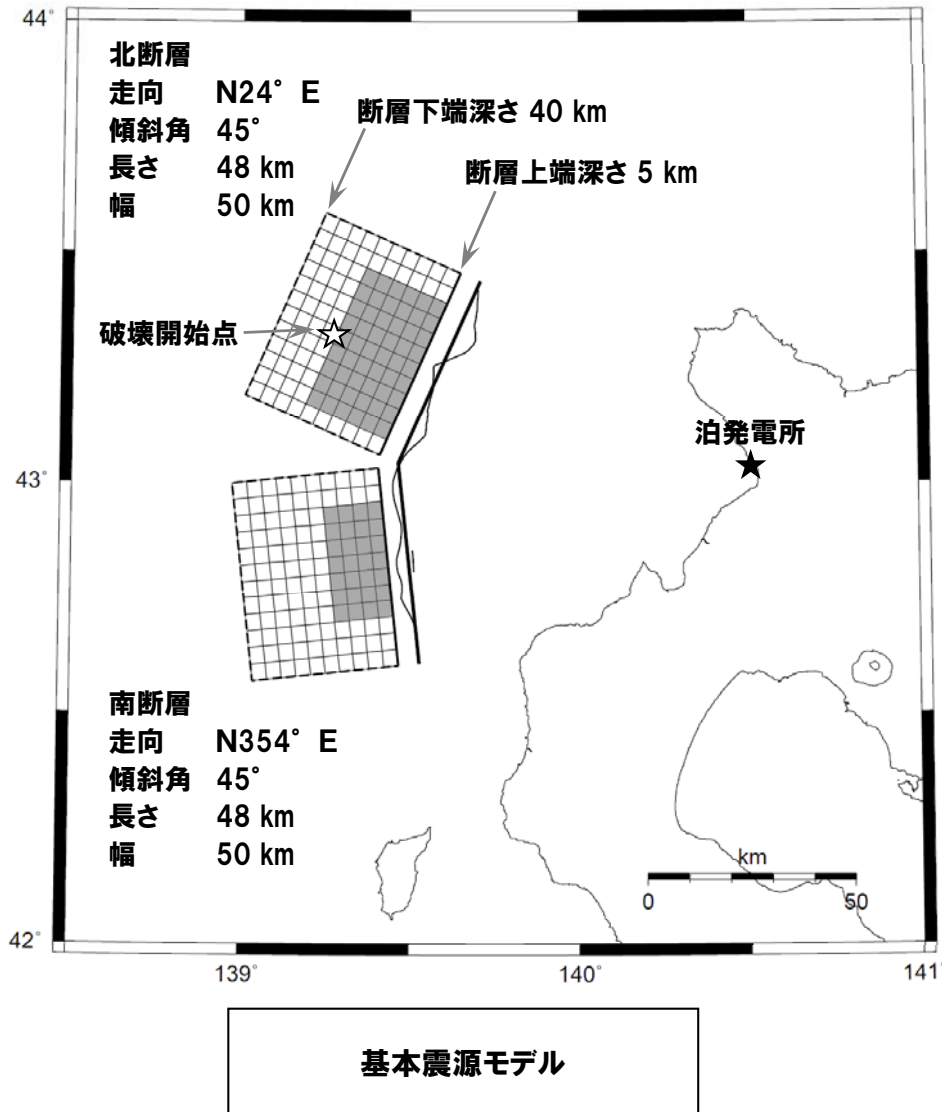 44°
北断層
走向 N24° E
傾斜角 45°
長さ 48 km
幅 50 km
断層下端深さ 40 km
断層上端深さ 5 km
破壊開始点
泊発電所
43°
南断層
走向 N354° E
傾斜角 45°
長さ 48 km
幅 50 km
km
0 50
42°
139° 140° 141°
基本震源モデル